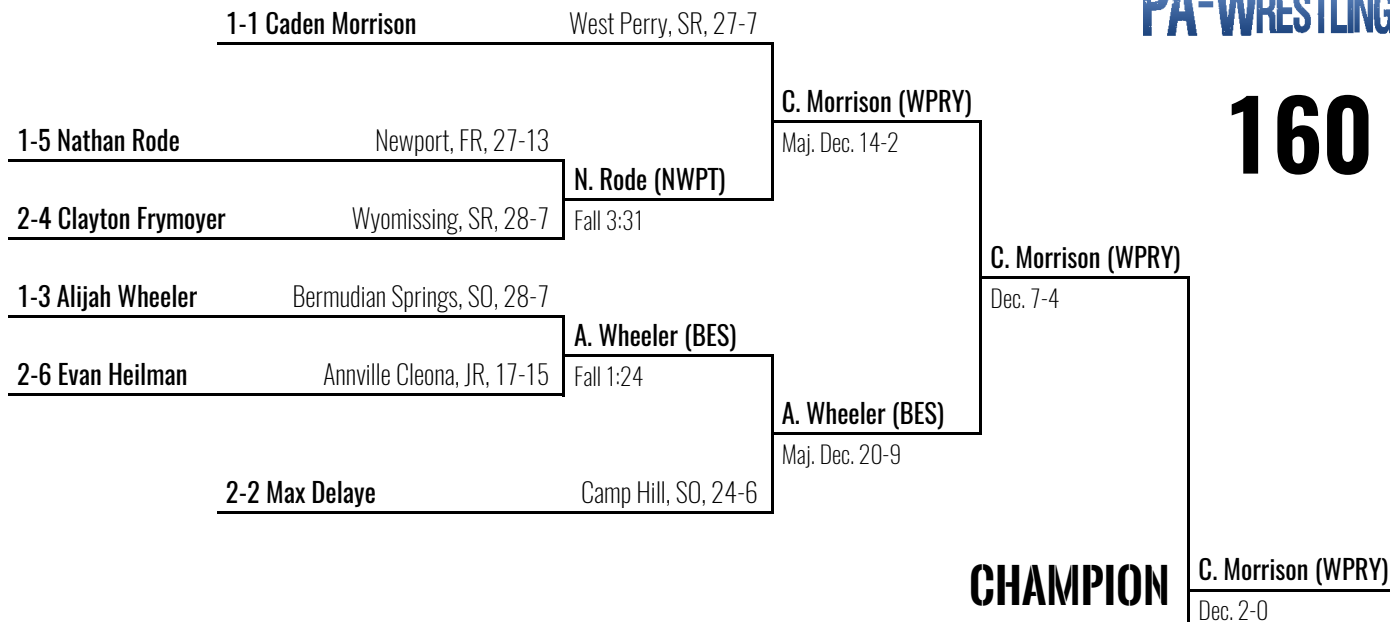 PA-WRESTLING
160
1-1 Caden Morrison West Perry, SR, 27-7
C. Morrison (WPRY)
Maj. Dec. 14-2
1-5 Nathan Rode Newport, FR, 27-13
N. Rode (NWPT)
Fall 3:31
2-4 Clayton Frymoyer Wyomissing, SR, 28-7
C. Morrison (WPRY)
Dec. 7-4
1-3 Alijah Wheeler Bermudian Springs, SO, 28-7
A. Wheeler (BES)
Fall 1:24
2-6 Evan Heilman Annville Cleona, JR, 17-15
A. Wheeler (BES)
Maj. Dec. 20-9
2-2 Max Delaye Camp Hill, SO, 24-6
CHAMPION
C. Morrison (WPRY)
Dec. 2-0